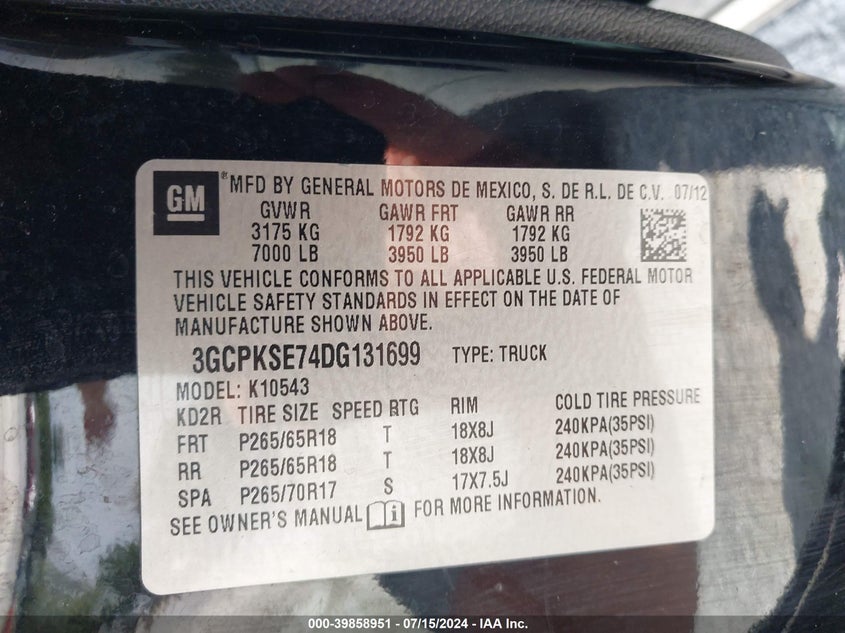 GM
® MFD BY GENERAL MOTORS DE MEXICO, S. DE R.L. DE C.V. 07/12
GVWR GAWR FRT GAWR RR
3175 KG 1792 KG 1792 KG
7000 LB 3950 LB 3950 LB
THIS VEHICLE CONFORMS TO ALL APPLICABLE U.S. FEDERAL MOTOR
VEHICLE SAFETY STANDARDS IN EFFECT ON THE DATE OF
MANUFACTURE SHOWN ABOVE.
3GCPKSE74DG131699 TYPE: TRUCK
MODEL: K10543
KD2R TIRE SIZE SPEED RTG RIM COLD TIRE PRESSURE
FRT P265/65R18 T 18X8J 240KPA(35PSI)
RR P265/65R18 T 18X8J 240KPA(35PSI)
SPA P265/70R17 S 17X7.5J 240KPA(35PSI)
SEE OWNER'S MANUAL i FOR MORE INFORMATION.
000-39858951 - 07/15/2024 - IAA Inc.